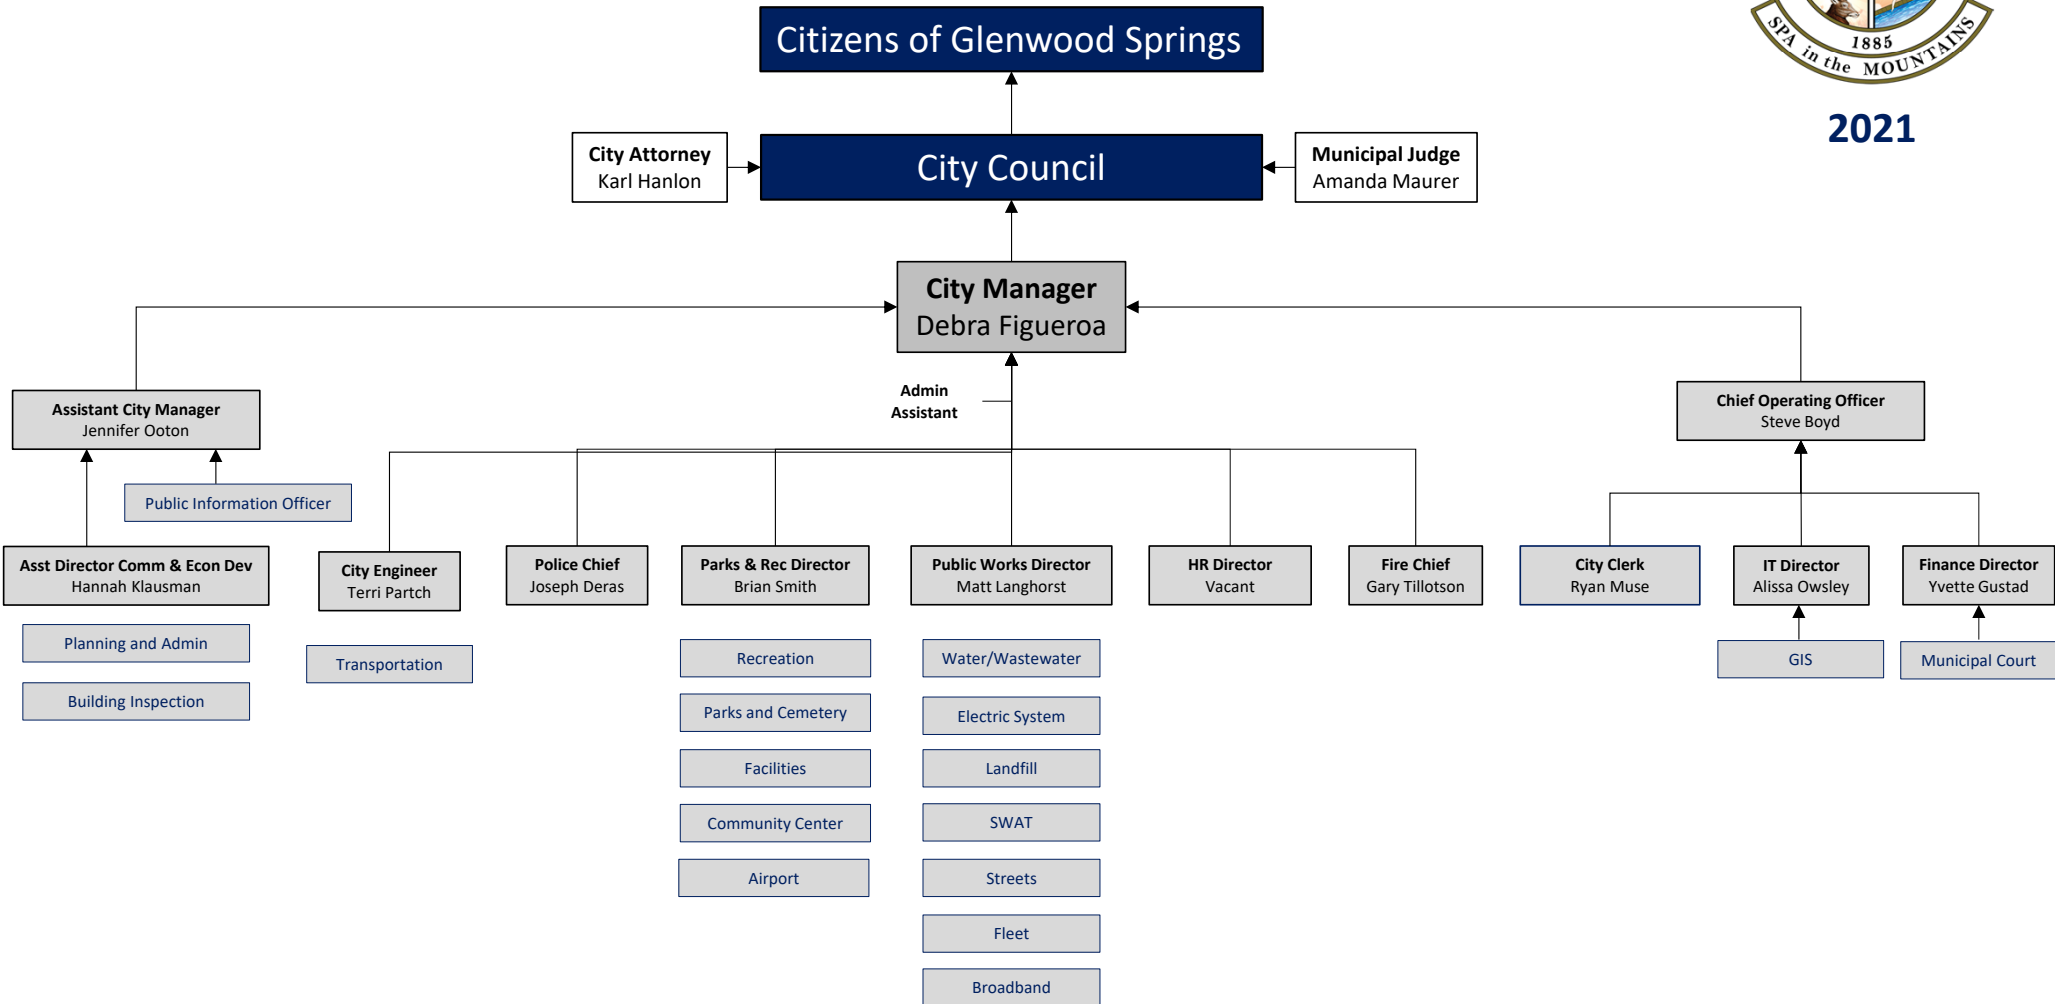 Citizens of Glenwood Springs
SPA in the MOUNTAINS
1885
2021
City Attorney
Karl Hanlon
City Council
Municipal Judge
Amanda Maurer
City Manager
Debra Figueroa
Admin
Assistant
Assistant City Manager
Jennifer Ooton
Chief Operating Officer
Steve Boyd
Public Information Officer
Asst Director Comm & Econ Dev
Hannah Klausman
City Engineer
Terri Partch
Police Chief
Joseph Deras
Parks & Rec Director
Brian Smith
Public Works Director
Matt Langhorst
HR Director
Vacant
Fire Chief
Gary Tillotson
City Clerk
Ryan Muse
IT Director
Alissa Owsley
Finance Director
Yvette Gustad
Planning and Admin
Building Inspection
Transportation
Recreation
Parks and Cemetery
Facilities
Community Center
Airport
Water/Wastewater
Electric System
Landfill
SWAT
Streets
Fleet
Broadband
GIS
Municipal Court